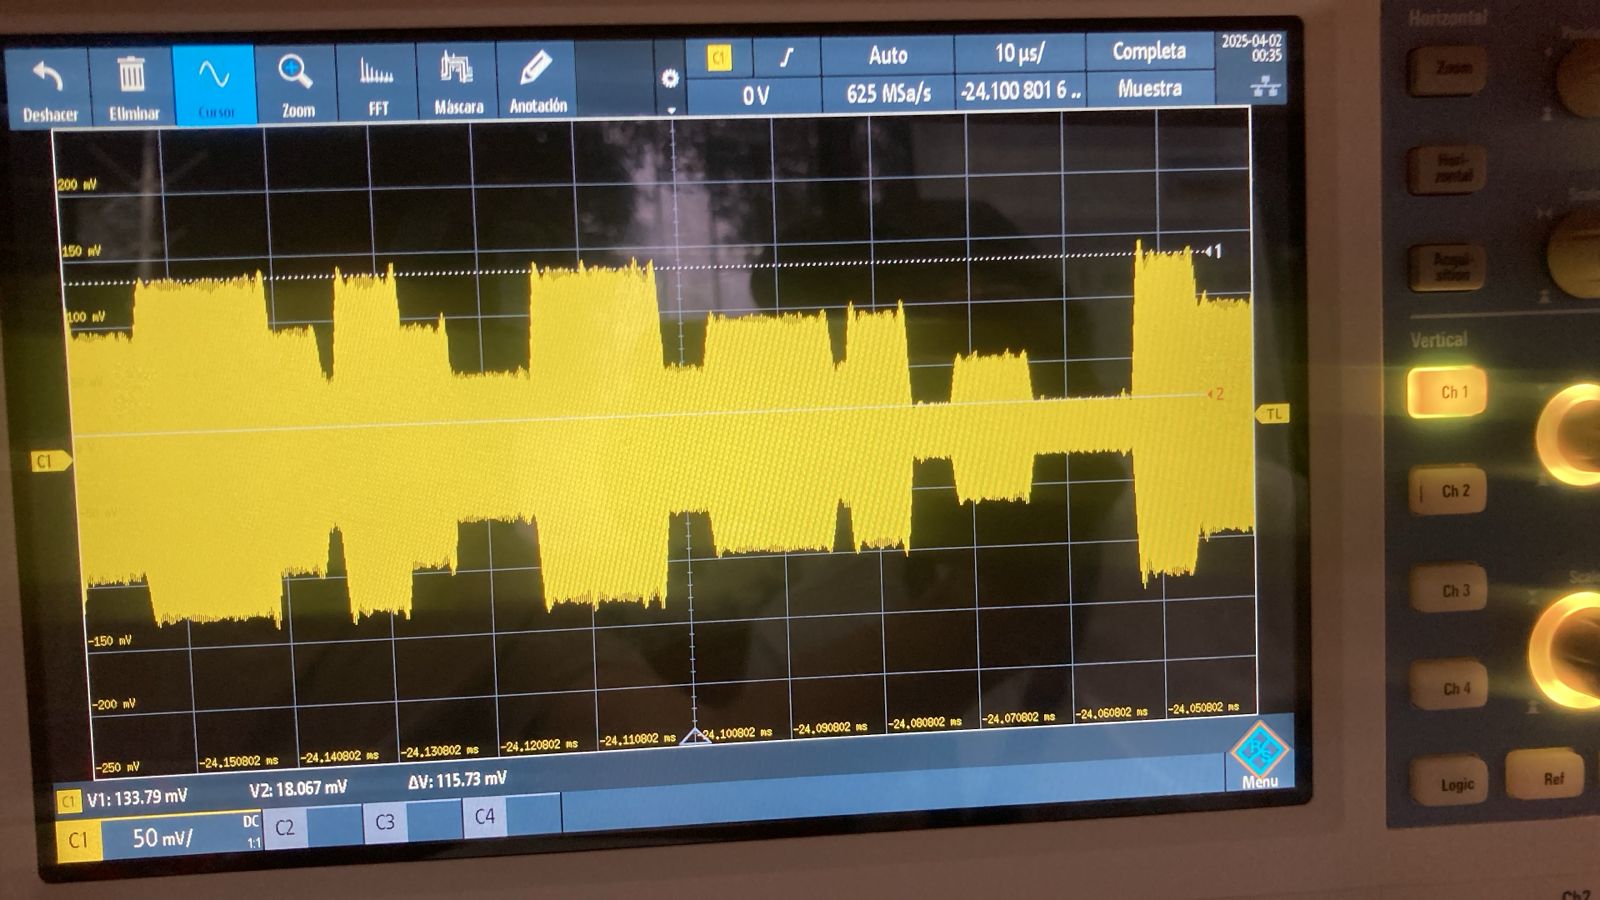 Deshacer
Eliminar
Cursor
Zoom
FFT
Máscara
Anotación
C1
Auto
10 µs/
Completa
2025-04-02
00:35
0 V
625 MSa/s
-24.100 801 6 ..
Muestra
200 mV
150 mV
100 mV
-150 mV
-200 mV
-250 mV
1
2
C1
TL
-24.150802 ms
-24.140802 ms
-24.130802 ms
-24.120802 ms
-24.110802 ms
-24.100802 ms
-24.090802 ms
-24.080802 ms
-24.070802 ms
-24.060802 ms
-24.050802 ms
Menu
C1
V1: 133.79 mV
V2: 18.067 mV
ΔV: 115.73 mV
C1
50 mV/
DC
1:1
C2
C3
C4
Horizontal
Zoom
Hori-
zontal
Acqui-
sition
Vertical
Ch 1
Ch 2
Ch 3
Ch 4
Logic
Ref
Ch2